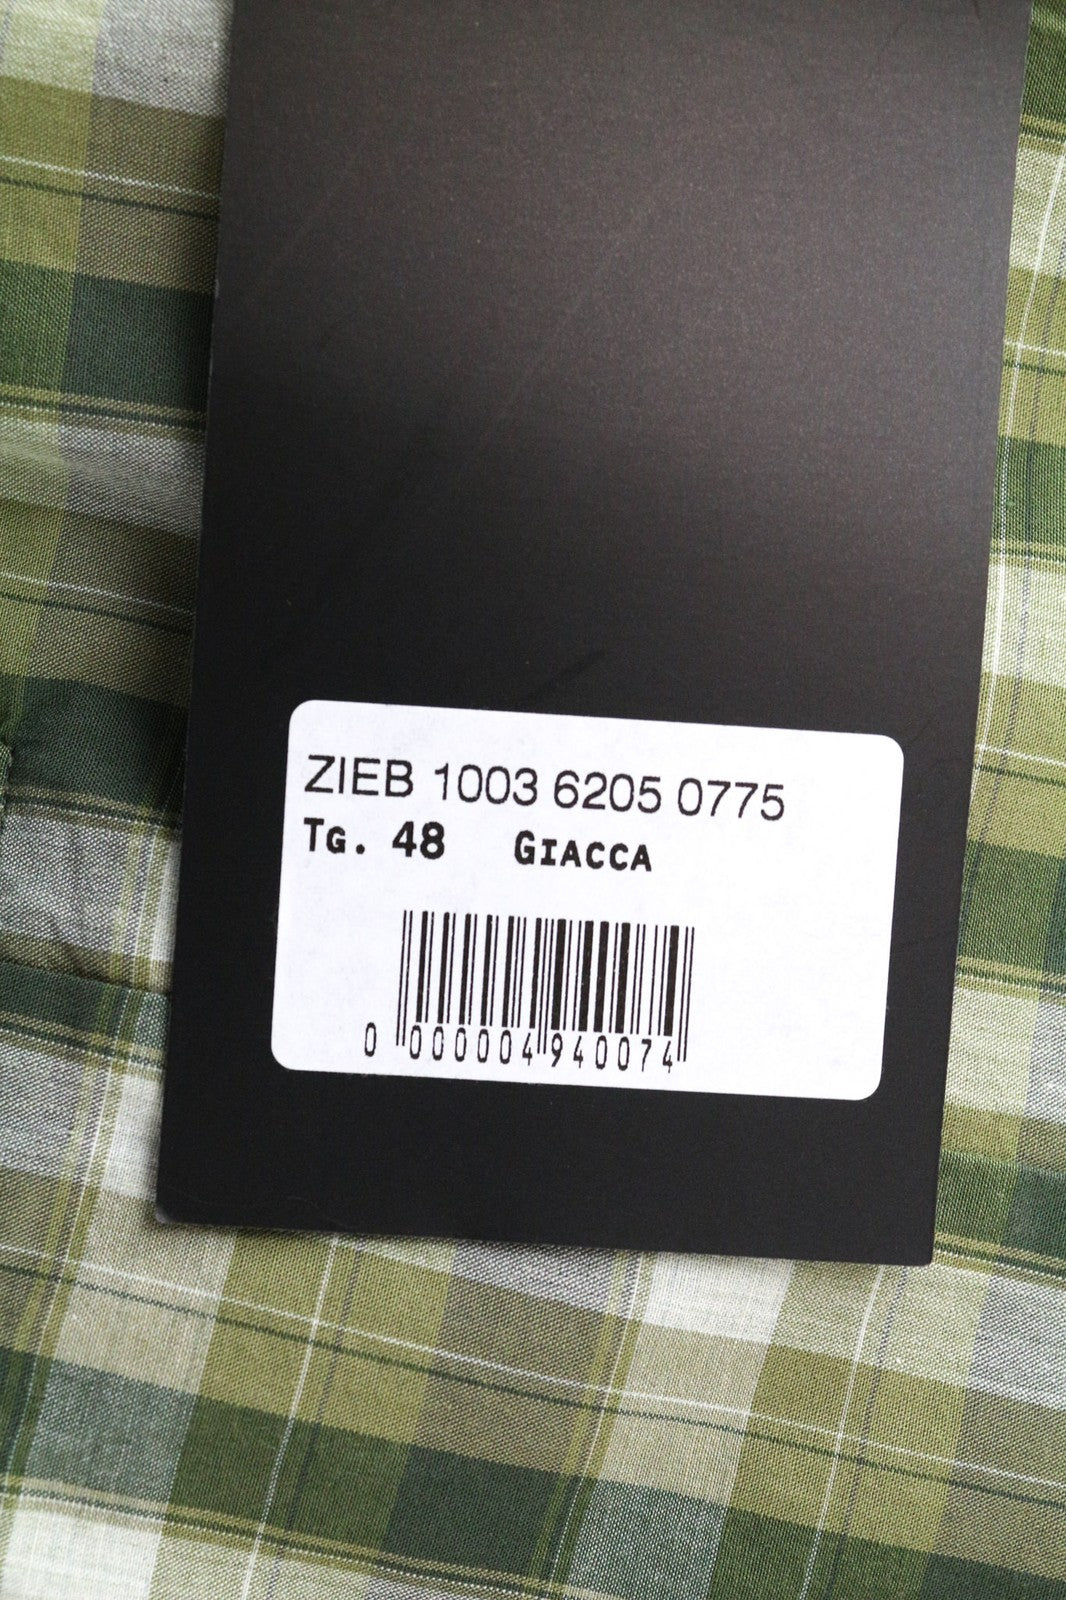 ZIEB 1003 6205 0775
TG. 48 GIACCA
0 000004 940074